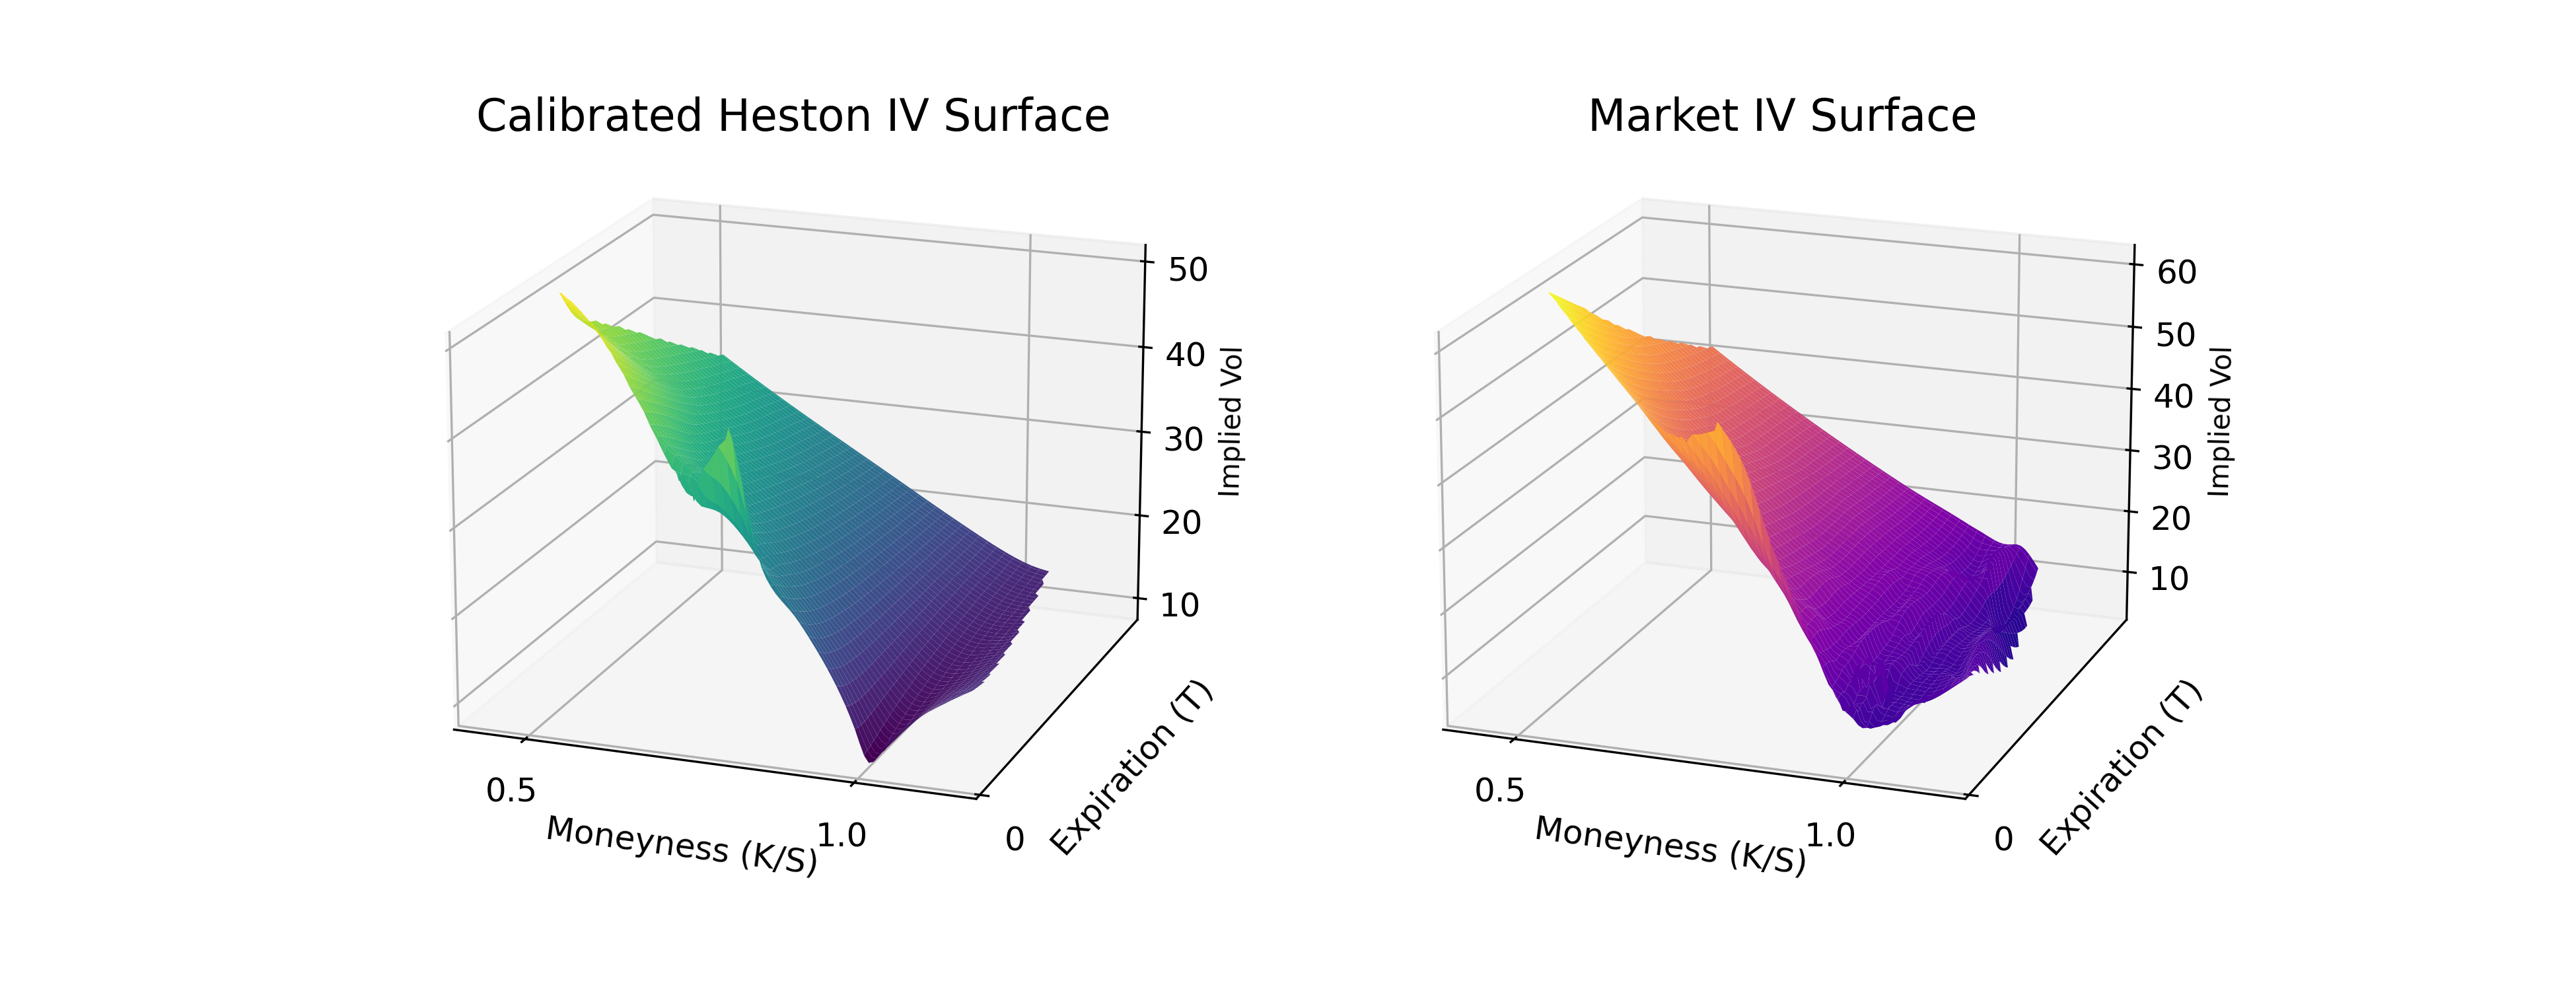 Calibrated Heston IV Surface
50
40
30
20
10
Implied Vol
0.5
1.0
Moneyness (K/S)
0
Expiration (T)
Market IV Surface
60
50
40
30
20
10
Implied Vol
0.5
1.0
Moneyness (K/S)
0
Expiration (T)